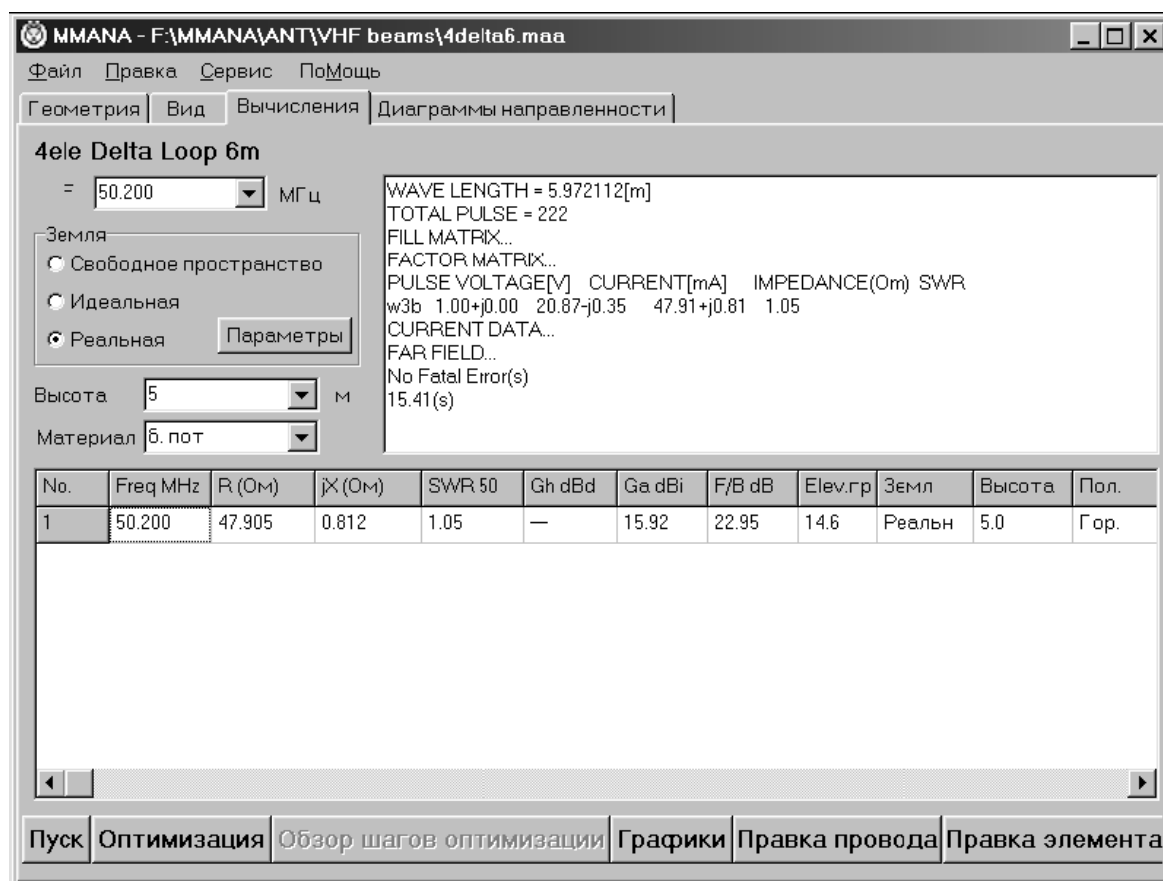 MMANA - F:\MMANA\ANT\VHF beams\4delta6.maa
Файл Правка Сервис ПоМощь
Геометрия Вид Вычисления Диаграммы направленности
4ele Delta Loop 6m
= 50.200 МГц
Земля
Свободное пространство
Идеальная
Реальная Параметры
Высота 5 м
Материал б. пот
WAVE LENGTH = 5.972112[m]
TOTAL PULSE = 222
FILL MATRIX...
FACTOR MATRIX...
PULSE VOLTAGE[V] CURRENT[mA] IMPEDANCE(Om) SWR
w3b 1.00+j0.00 20.87-j0.35 47.91+j0.81 1.05
CURRENT DATA...
FAR FIELD...
No Fatal Error(s)
15.41(s)
No. Freq MHz R (Ом) jX (Ом) SWR 50 Gh dBd Ga dBi F/B dB Elev.гр Земл Высота Пол.
1 50.200 47.905 0.812 1.05 — 15.92 22.95 14.6 Реальн 5.0 Гор.
Пуск Оптимизация Обзор шагов оптимизации Графики Правка провода Правка элемента